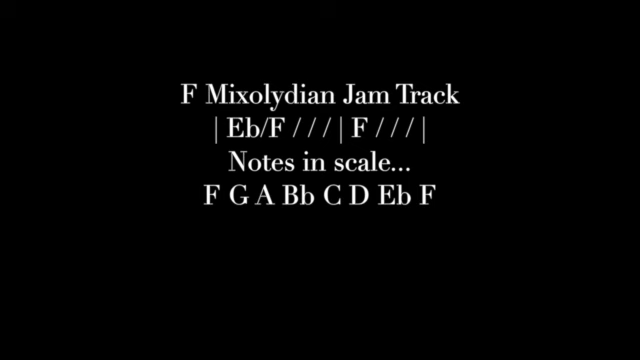 F Mixolydian Jam Track
| Eb/F / / / | F / / / |
Notes in scale...
F G A Bb C D Eb F